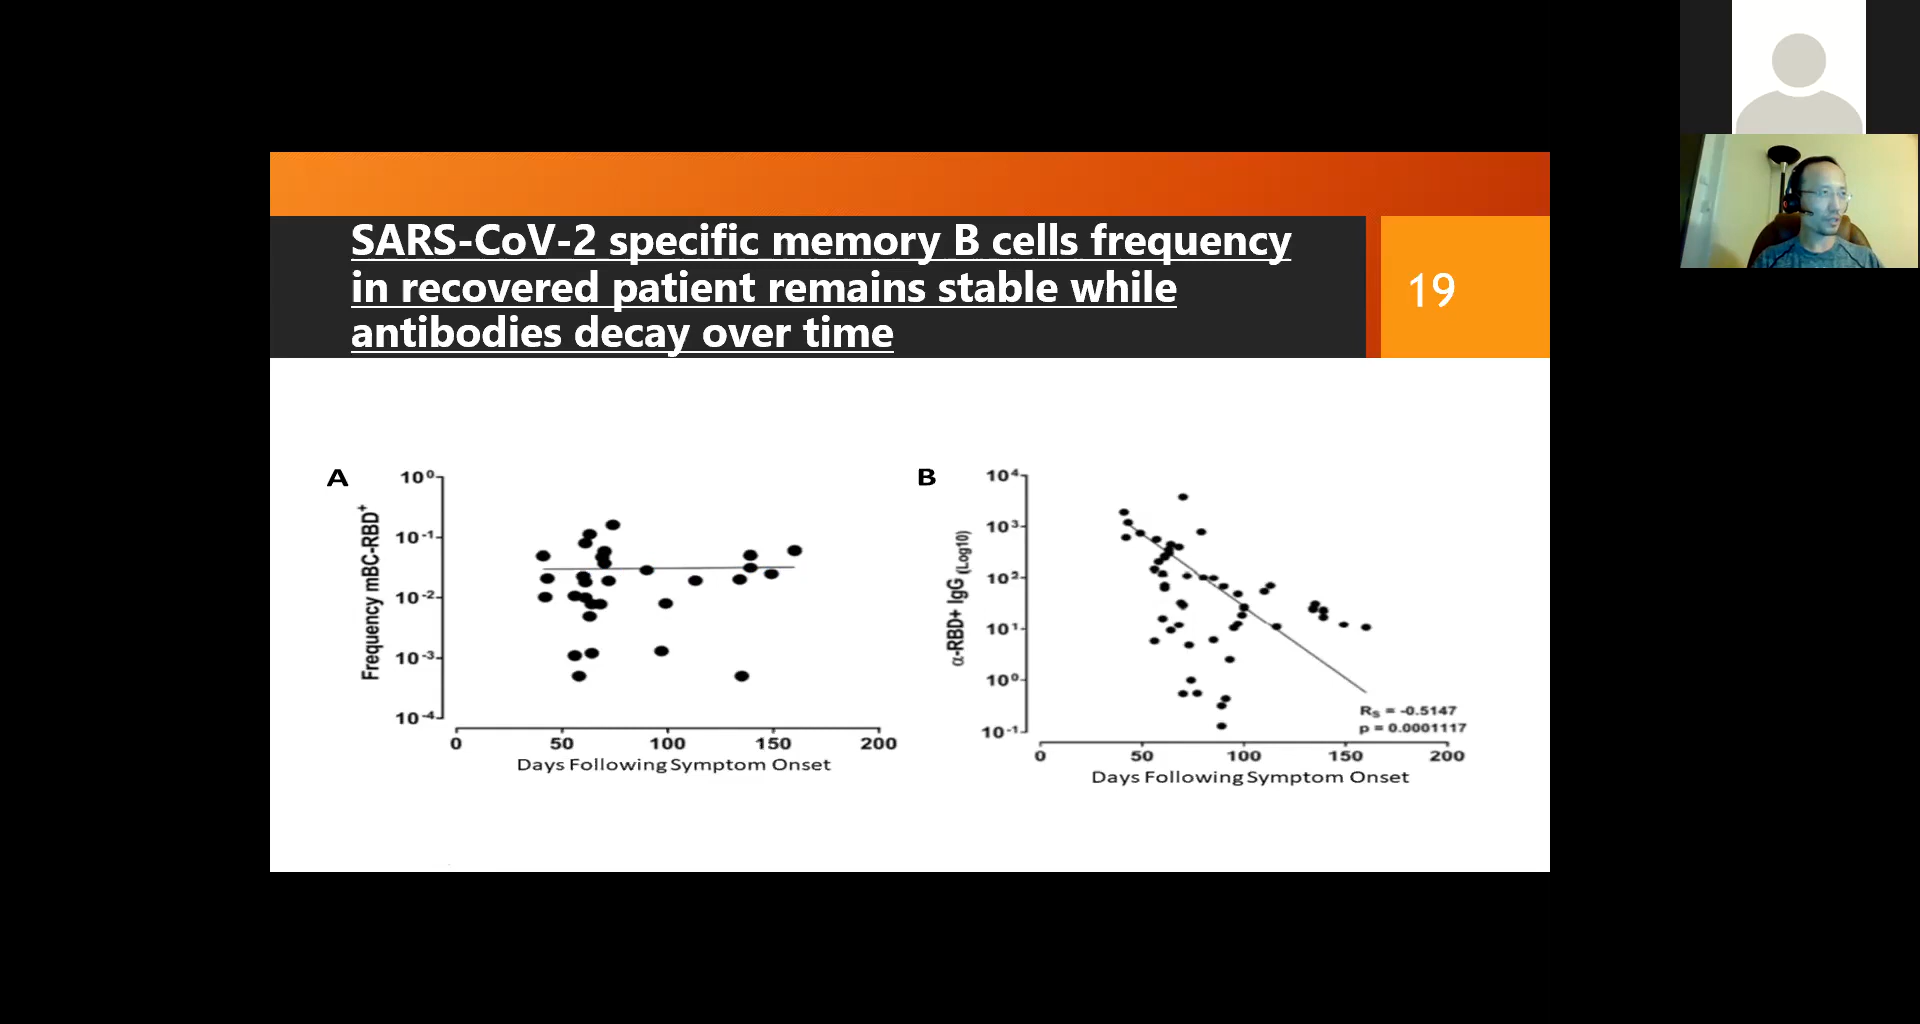 SARS-CoV-2 specific memory B cells frequency
in recovered patient remains stable while
antibodies decay over time
19
A
Frequency mBC-RBD⁺
10⁰
10⁻¹
10⁻²
10⁻³
10⁻⁴
0 50 100 150 200
Days Following Symptom Onset
B
α-RBD+ IgG (Log10)
10⁴
10³
10²
10¹
10⁰
10⁻¹
Rₛ = -0.5147
p = 0.0001117
0 50 100 150 200
Days Following Symptom Onset